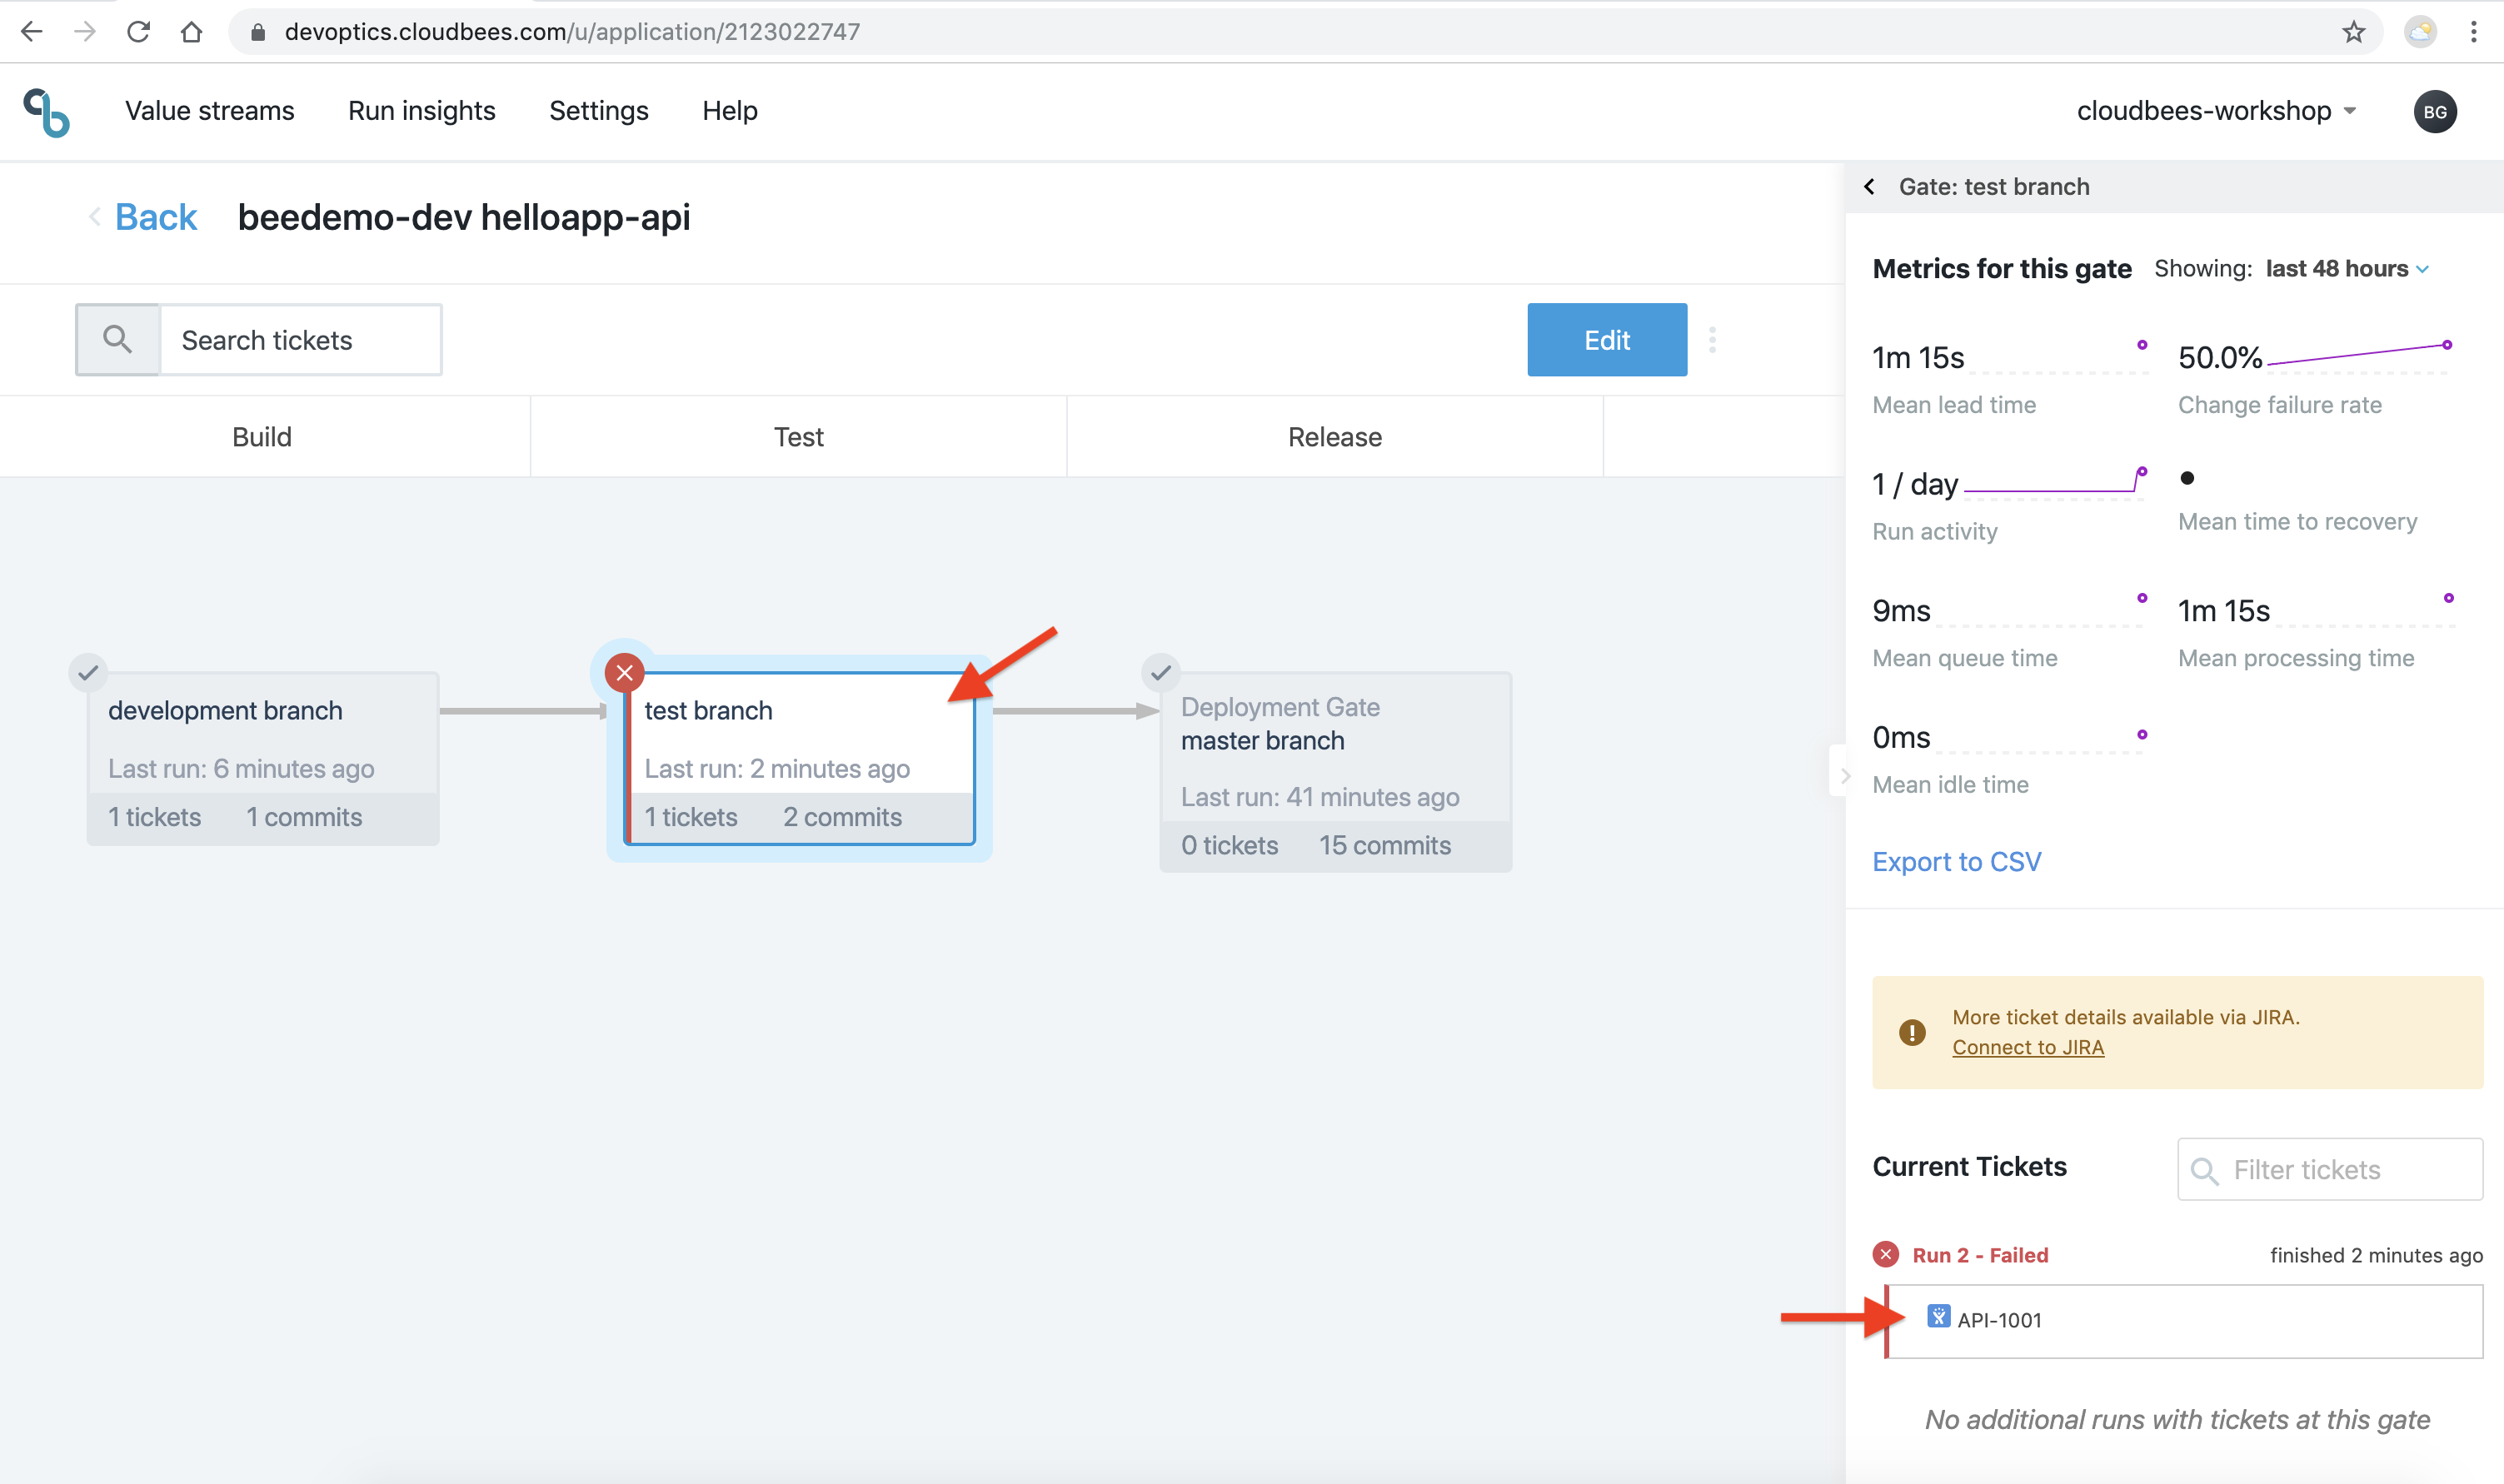 devoptics.cloudbees.com/u/application/2123022747
Value streams Run insights Settings Help cloudbees-workshop BG
Back beedemo-dev helloapp-api
Search tickets Edit
Build Test Release
development branch
Last run: 6 minutes ago
1 tickets 1 commits
test branch
Last run: 2 minutes ago
1 tickets 2 commits
Deployment Gate
master branch
Last run: 41 minutes ago
0 tickets 15 commits
Gate: test branch
Metrics for this gate Showing: last 48 hours
1m 15s 50.0%
Mean lead time Change failure rate
1 / day
Run activity Mean time to recovery
9ms 1m 15s
Mean queue time Mean processing time
0ms
Mean idle time
Export to CSV
More ticket details available via JIRA.
Connect to JIRA
Current Tickets Filter tickets
Run 2 - Failed finished 2 minutes ago
API-1001
No additional runs with tickets at this gate